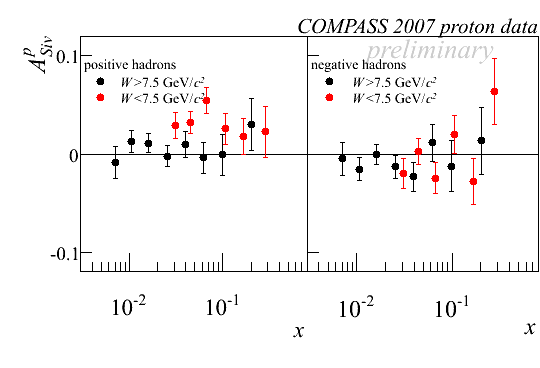 COMPASS 2007 proton data
preliminary
A^p_Siv
0.1
0
-0.1
positive hadrons
W>7.5 GeV/c²
W<7.5 GeV/c²
10⁻²
10⁻¹
x
negative hadrons
W>7.5 GeV/c²
W<7.5 GeV/c²
10⁻²
10⁻¹
x